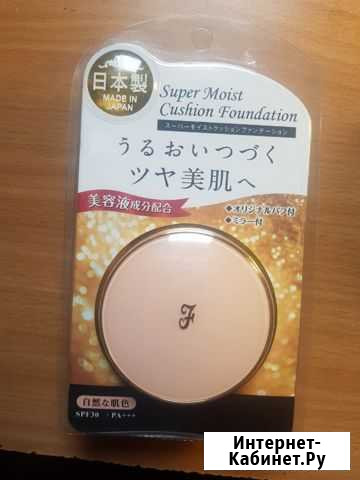 日本製
MADE IN
JAPAN
Super Moist
Cushion Foundation
スーパーモイストクッションファンデーション
うるおいつづく
ツヤ美肌へ
美容液成分配合
◆オリジナルパフ付
◆ミラー付
F
自然な肌色
SPF30 ・ PA+++
Интернет-
Кабинет.Ру